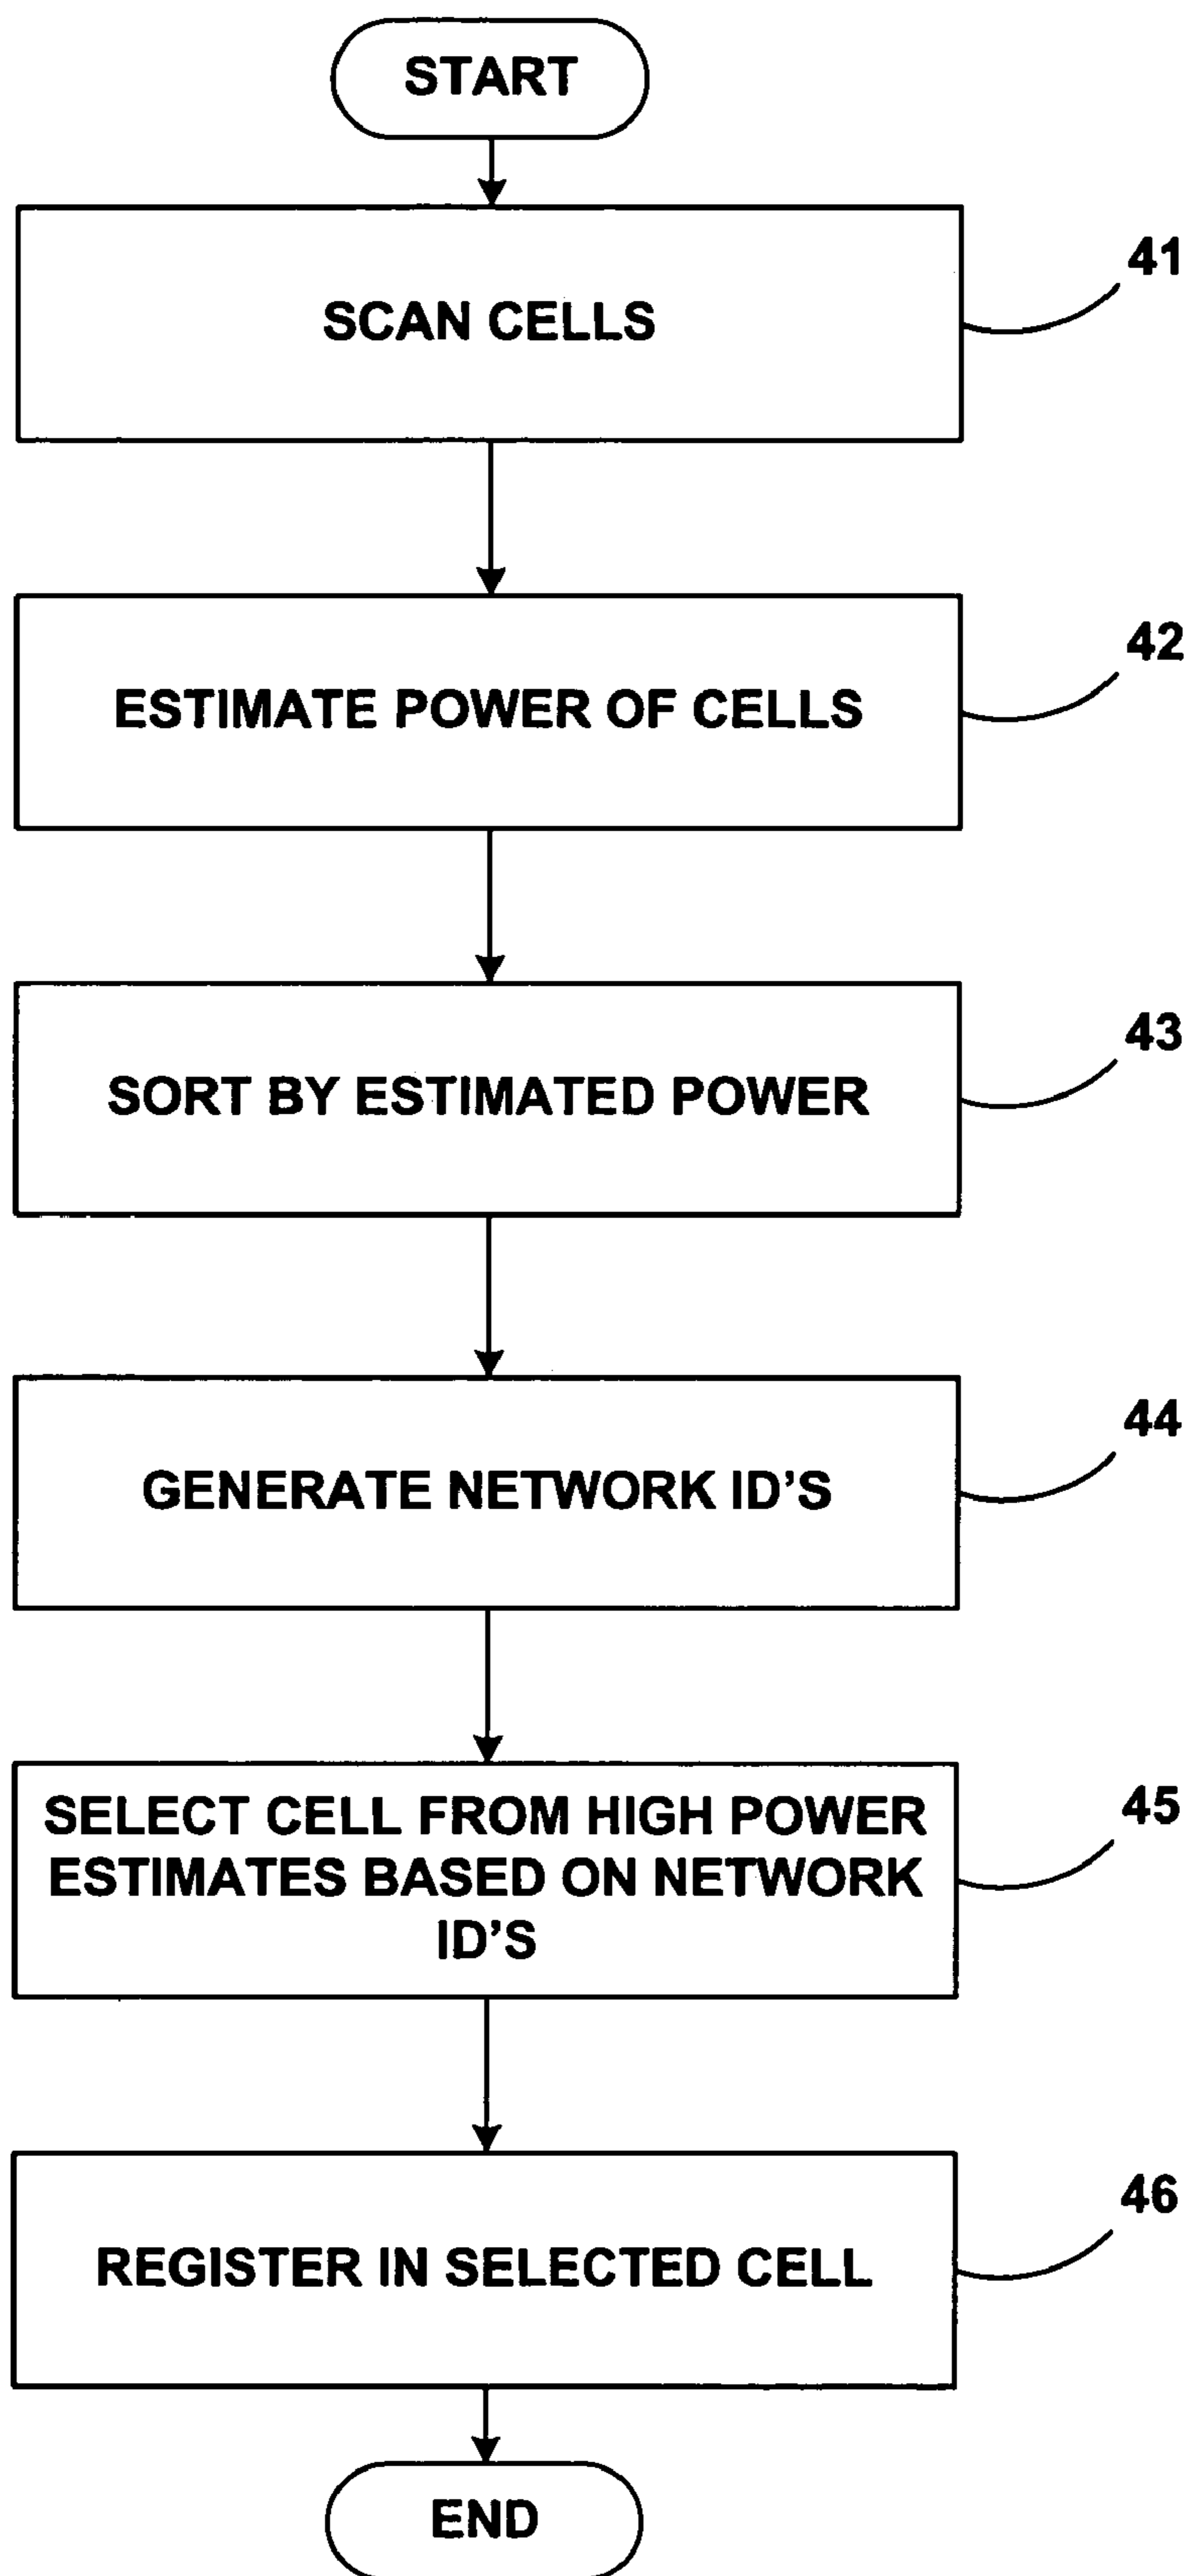 START
SCAN CELLS
41
ESTIMATE POWER OF CELLS
42
SORT BY ESTIMATED POWER
43
GENERATE NETWORK ID’S
44
SELECT CELL FROM HIGH POWER
ESTIMATES BASED ON NETWORK
ID’S
45
REGISTER IN SELECTED CELL
46
END